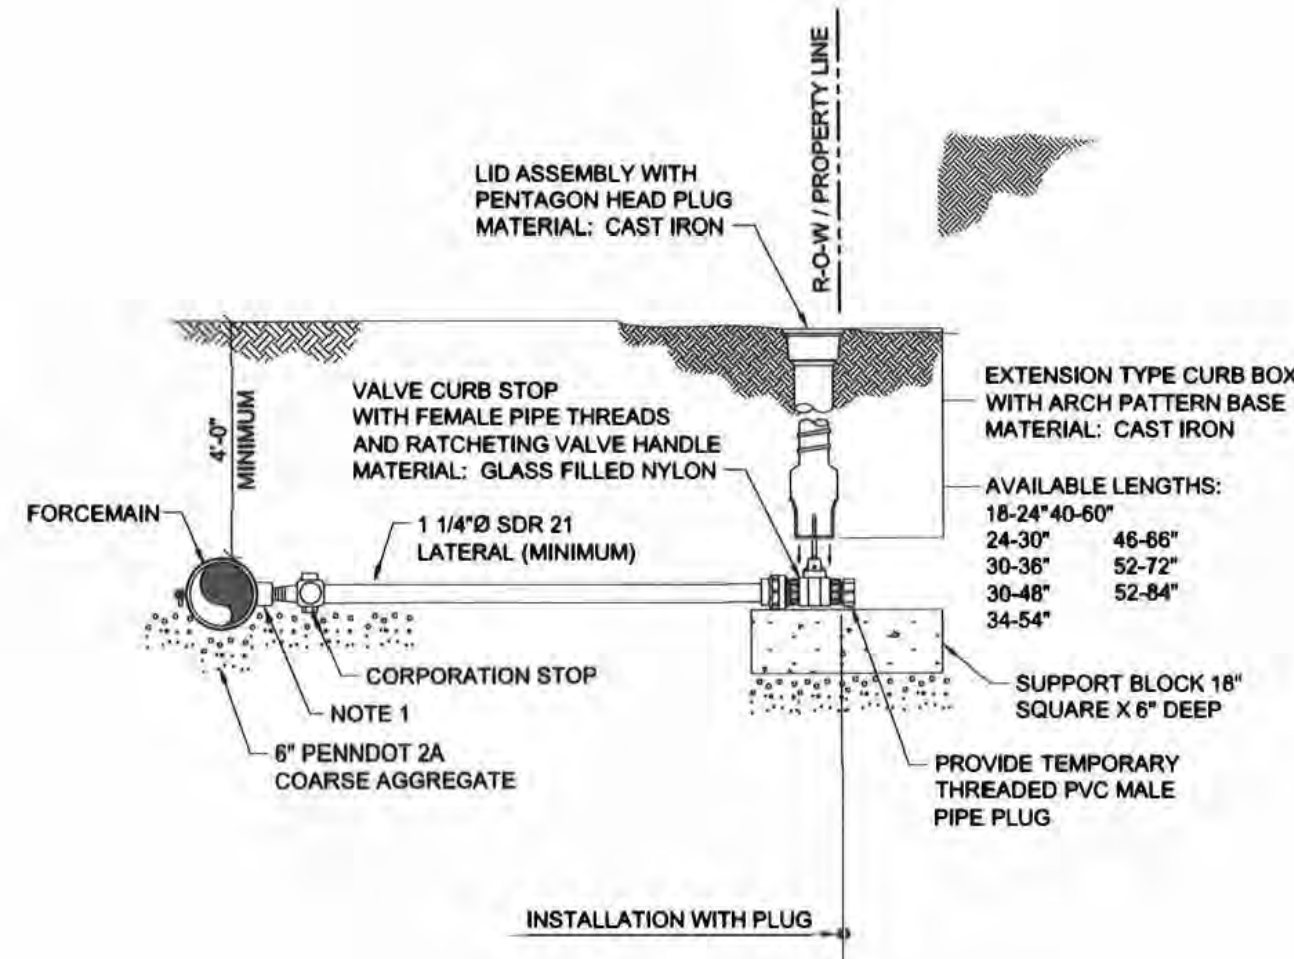 R-O-W / PROPERTY LINE
LID ASSEMBLY WITH
PENTAGON HEAD PLUG
MATERIAL: CAST IRON
4'-0"
MINIMUM
VALVE CURB STOP
WITH FEMALE PIPE THREADS
AND RATCHETING VALVE HANDLE
MATERIAL: GLASS FILLED NYLON
EXTENSION TYPE CURB BOX
WITH ARCH PATTERN BASE
MATERIAL: CAST IRON
AVAILABLE LENGTHS:
18-24"40-60"
24-30" 46-66"
30-36" 52-72"
30-48" 52-84"
34-54"
FORCEMAIN
1 1/4"Ø SDR 21
LATERAL (MINIMUM)
CORPORATION STOP
NOTE 1
6" PENNDOT 2A
COARSE AGGREGATE
SUPPORT BLOCK 18"
SQUARE X 6" DEEP
PROVIDE TEMPORARY
THREADED PVC MALE
PIPE PLUG
INSTALLATION WITH PLUG